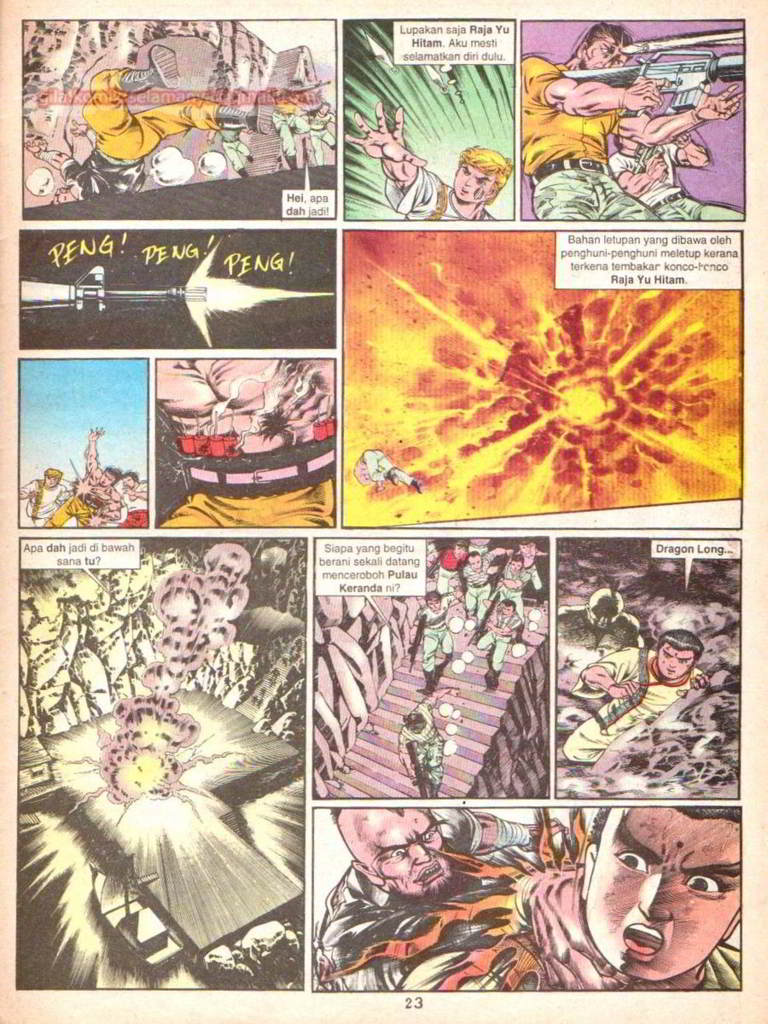 Hei, apa
dah jadi!
Lupakan saja Raja Yu
Hitam. Aku mesti
selamatkan diri dulu.
PENG! PENG! PENG!
Bahan letupan yang dibawa oleh
penghuni-penghuni meletup kerana
terkena tembakan konco-konco
Raja Yu Hitam.
Apa dah jadi di bawah
sana tu?
Siapa yang begitu
berani sekali datang
menceroboh Pulau
Keranda ni?
Dragon Long...
23